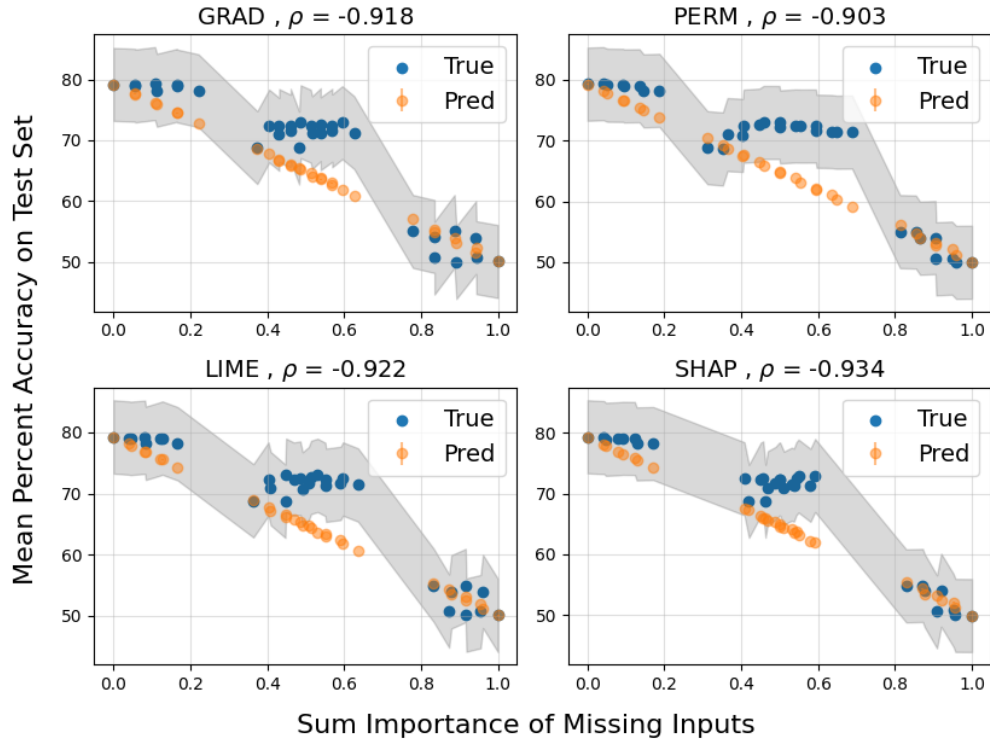 GRAD , ρ = -0.918
PERM , ρ = -0.903
True
Pred
True
Pred
80
70
60
50
80
70
60
50
0.0 0.2 0.4 0.6 0.8 1.0
0.0 0.2 0.4 0.6 0.8 1.0
LIME , ρ = -0.922
SHAP , ρ = -0.934
True
Pred
True
Pred
80
70
60
50
80
70
60
50
0.0 0.2 0.4 0.6 0.8 1.0
0.0 0.2 0.4 0.6 0.8 1.0
Mean Percent Accuracy on Test Set
Sum Importance of Missing Inputs